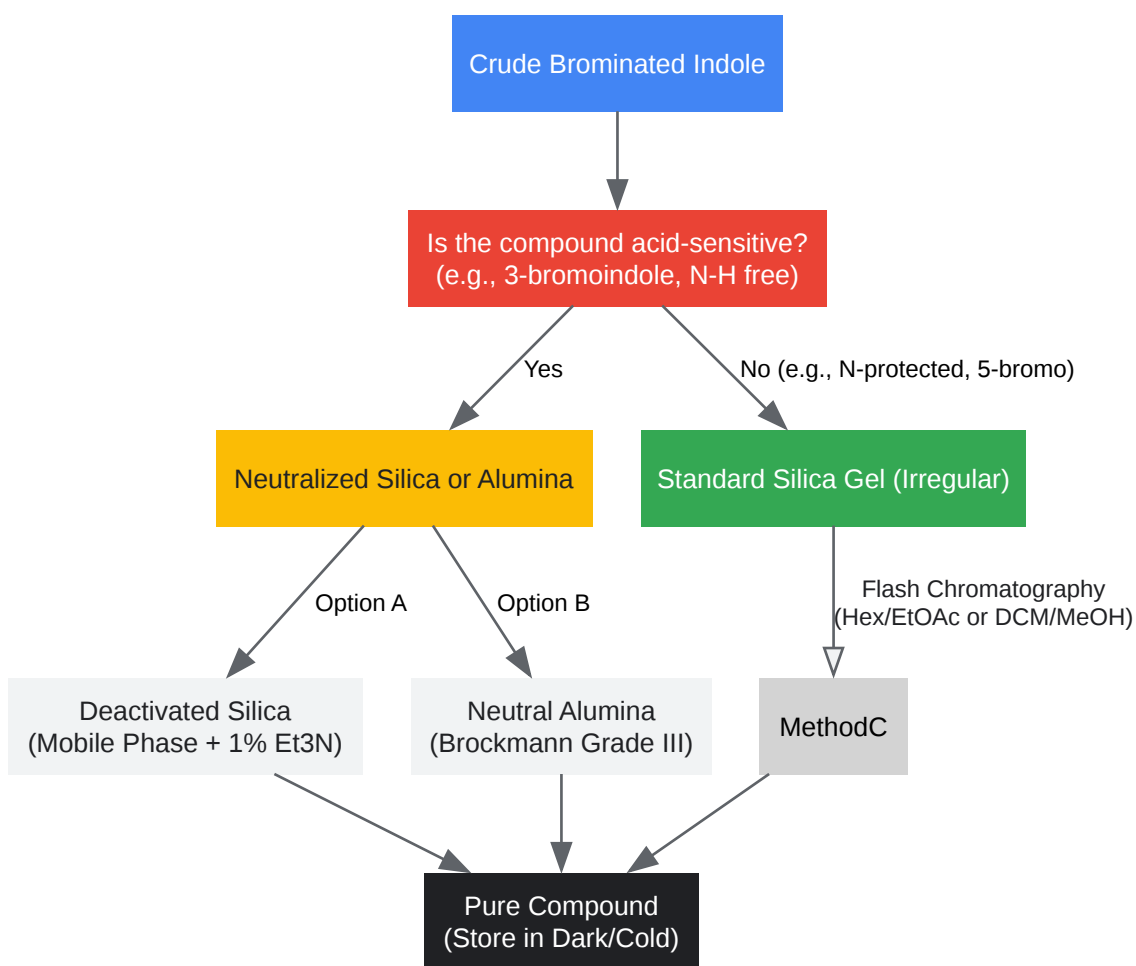 Crude Brominated Indole
Is the compound acid-sensitive?
(e.g., 3-bromoindole, N-H free)
Yes
No (e.g., N-protected, 5-bromo)
Neutralized Silica or Alumina
Standard Silica Gel (Irregular)
Option A
Option B
Flash Chromatography
(Hex/EtOAc or DCM/MeOH)
Deactivated Silica
(Mobile Phase + 1% Et3N)
Neutral Alumina
(Brockmann Grade III)
MethodC
Pure Compound
(Store in Dark/Cold)